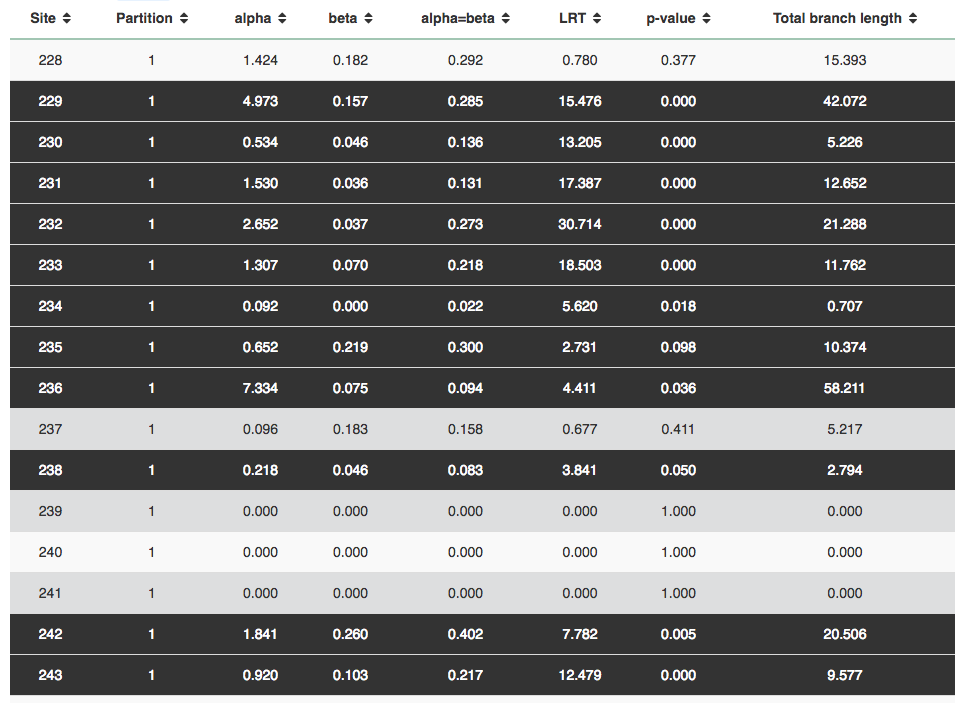 Site Partition alpha beta alpha=beta LRT p-value Total branch length
228 1 1.424 0.182 0.292 0.780 0.377 15.393
229 1 4.973 0.157 0.285 15.476 0.000 42.072
230 1 0.534 0.046 0.136 13.205 0.000 5.226
231 1 1.530 0.036 0.131 17.387 0.000 12.652
232 1 2.652 0.037 0.273 30.714 0.000 21.288
233 1 1.307 0.070 0.218 18.503 0.000 11.762
234 1 0.092 0.000 0.022 5.620 0.018 0.707
235 1 0.652 0.219 0.300 2.731 0.098 10.374
236 1 7.334 0.075 0.094 4.411 0.036 58.211
237 1 0.096 0.183 0.158 0.677 0.411 5.217
238 1 0.218 0.046 0.083 3.841 0.050 2.794
239 1 0.000 0.000 0.000 0.000 1.000 0.000
240 1 0.000 0.000 0.000 0.000 1.000 0.000
241 1 0.000 0.000 0.000 0.000 1.000 0.000
242 1 1.841 0.260 0.402 7.782 0.005 20.506
243 1 0.920 0.103 0.217 12.479 0.000 9.577